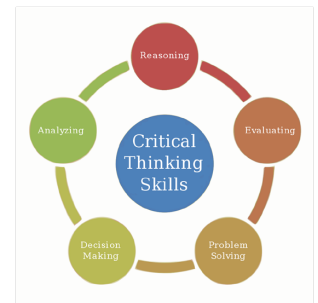 Reasoning
Evaluating
Problem
Solving
Decision
Making
Analyzing
Critical
Thinking
Skills